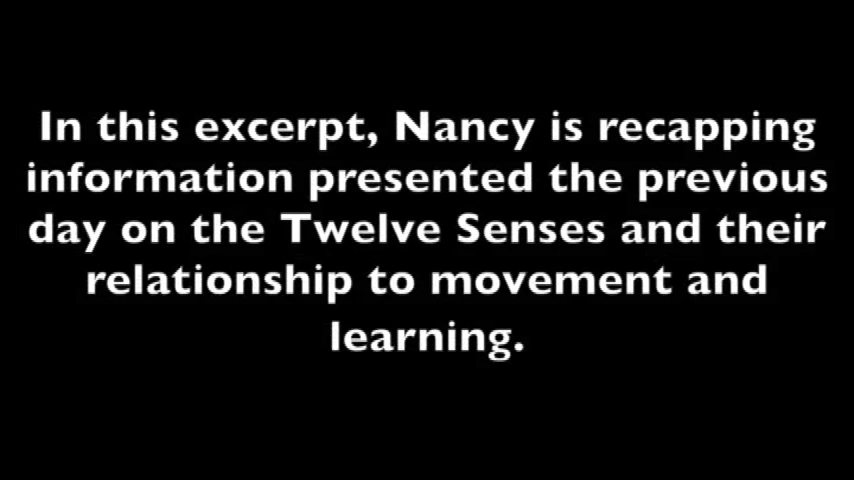 In this excerpt, Nancy is recapping
information presented the previous
day on the Twelve Senses and their
relationship to movement and
learning.